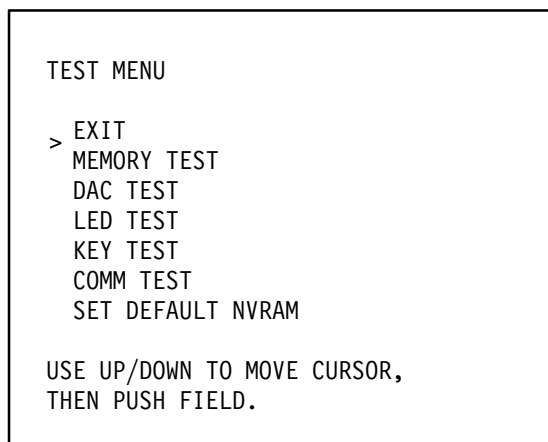 TEST MENU
> EXIT
MEMORY TEST
DAC TEST
LED TEST
KEY TEST
COMM TEST
SET DEFAULT NVRAM
USE UP/DOWN TO MOVE CURSOR,
THEN PUSH FIELD.